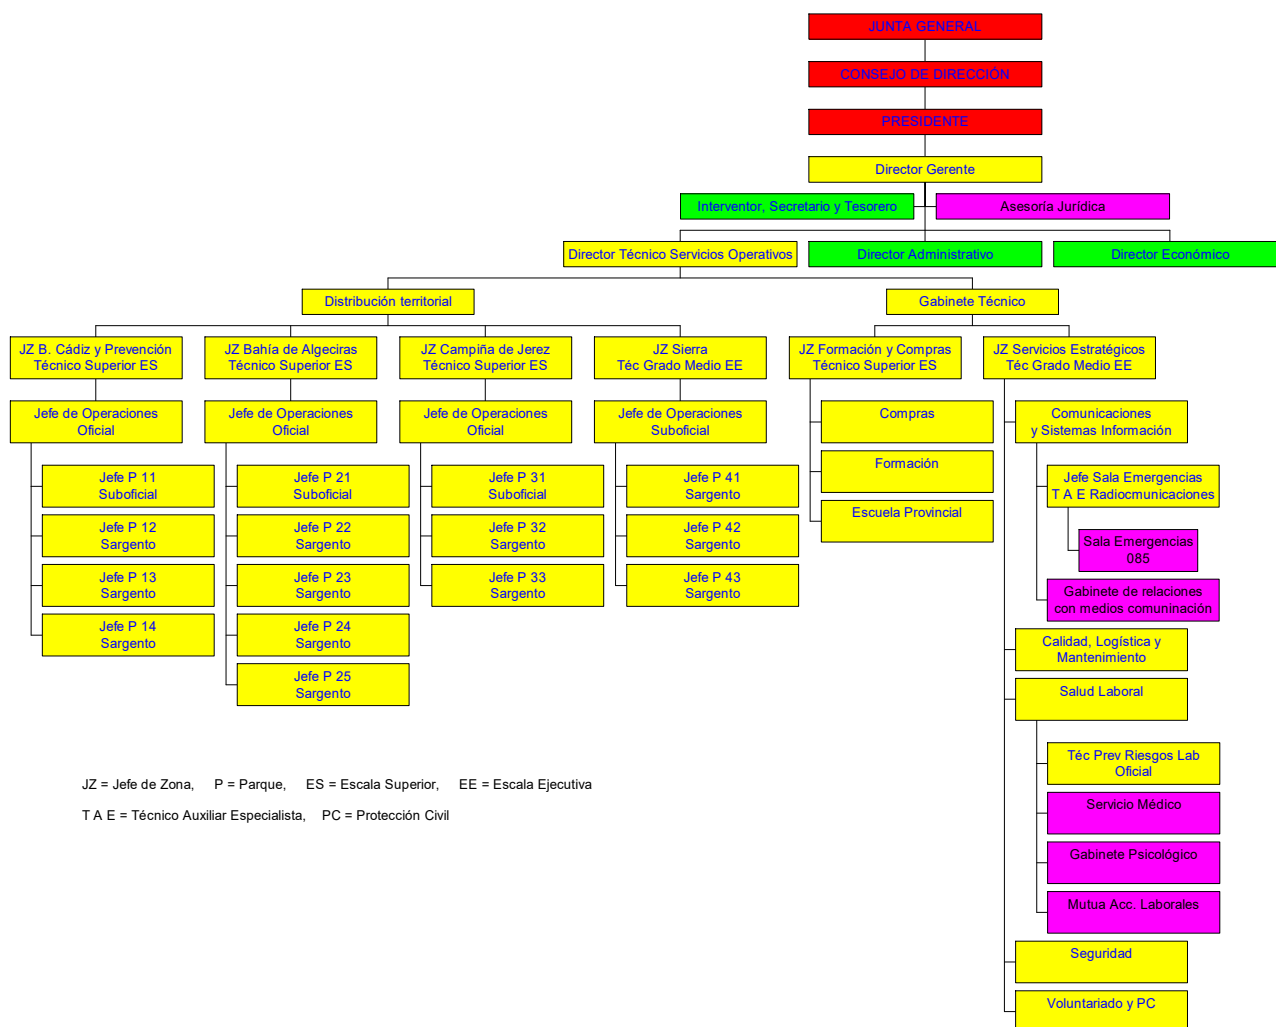 JUNTA GENERAL
CONSEJO DE DIRECCIÓN
PRESIDENTE
Director Gerente
Interventor, Secretario y Tesorero
Asesoría Jurídica
Director Técnico Servicios Operativos
Director Administrativo
Director Económico
Distribución territorial
Gabinete Técnico
JZ B. Cádiz y Prevención
Técnico Superior ES
JZ Bahía de Algeciras
Técnico Superior ES
JZ Campiña de Jerez
Técnico Superior ES
JZ Sierra
Téc Grado Medio EE
JZ Formación y Compras
Técnico Superior ES
JZ Servicios Estratégicos
Téc Grado Medio EE
Jefe de Operaciones
Oficial
Jefe de Operaciones
Oficial
Jefe de Operaciones
Oficial
Jefe de Operaciones
Suboficial
Compras
Comunicaciones
y Sistemas Información
Jefe P 11
Suboficial
Jefe P 21
Suboficial
Jefe P 31
Suboficial
Jefe P 41
Sargento
Formación
Jefe Sala Emergencias
T A E Radiocmunicaciones
Jefe P 12
Sargento
Jefe P 22
Sargento
Jefe P 32
Sargento
Jefe P 42
Sargento
Escuela Provincial
Sala Emergencias
085
Jefe P 13
Sargento
Jefe P 23
Sargento
Jefe P 33
Sargento
Jefe P 43
Sargento
Gabinete de relaciones
con medios comuninación
Jefe P 14
Sargento
Jefe P 24
Sargento
Calidad, Logística y
Mantenimiento
Jefe P 25
Sargento
Salud Laboral
Téc Prev Riesgos Lab
Oficial
Servicio Médico
Gabinete Psicológico
Mutua Acc. Laborales
Seguridad
Voluntariado y PC
JZ = Jefe de Zona, P = Parque, ES = Escala Superior, EE = Escala Ejecutiva
T A E = Técnico Auxiliar Especialista, PC = Protección Civil